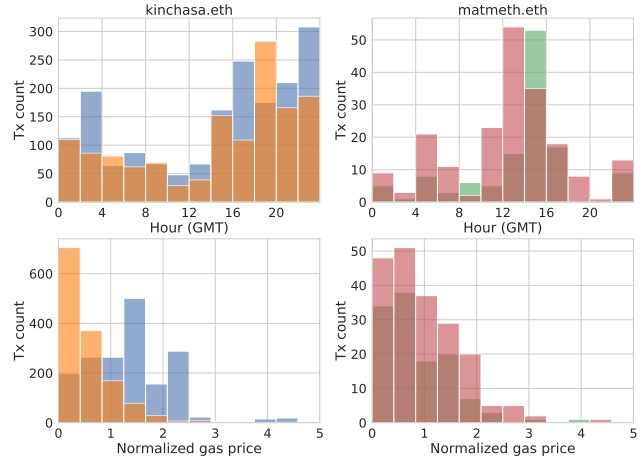 kinchasa.eth
matmeth.eth
Tx count
300
250
200
150
100
50
0
0 4 8 12 16 20
Hour (GMT)
Tx count
50
40
30
20
10
0
0 4 8 12 16 20
Hour (GMT)
Tx count
600
400
200
0
0 1 2 3 4 5
Normalized gas price
Tx count
50
40
30
20
10
0
0 1 2 3 4 5
Normalized gas price